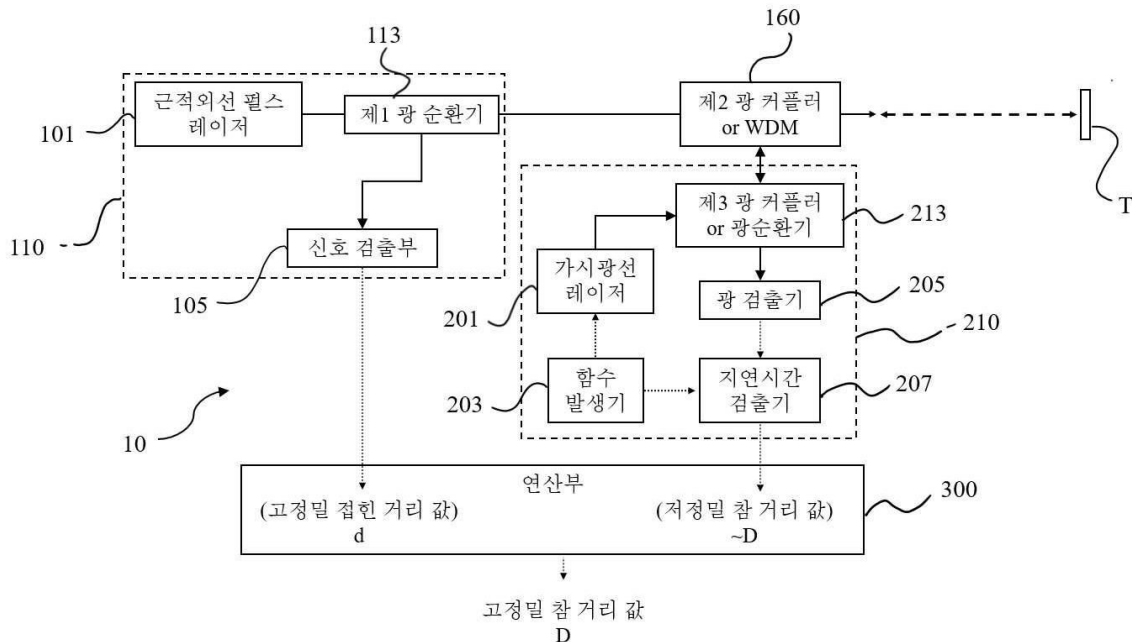 160
113
근적외선 펄스
레이저
제1 광 순환기
제2 광 커플러
or WDM
101
T
제3 광 커플러
or 광순환기
213
110
신호 검출부
가시광선
레이저
105
201
광 검출기
205
210
203
함수
발생기
지연시간
검출기
207
10
연산부
300
(고정밀 접힌 거리 값)
d
(저정밀 참 거리 값)
~D
고정밀 참 거리 값
D